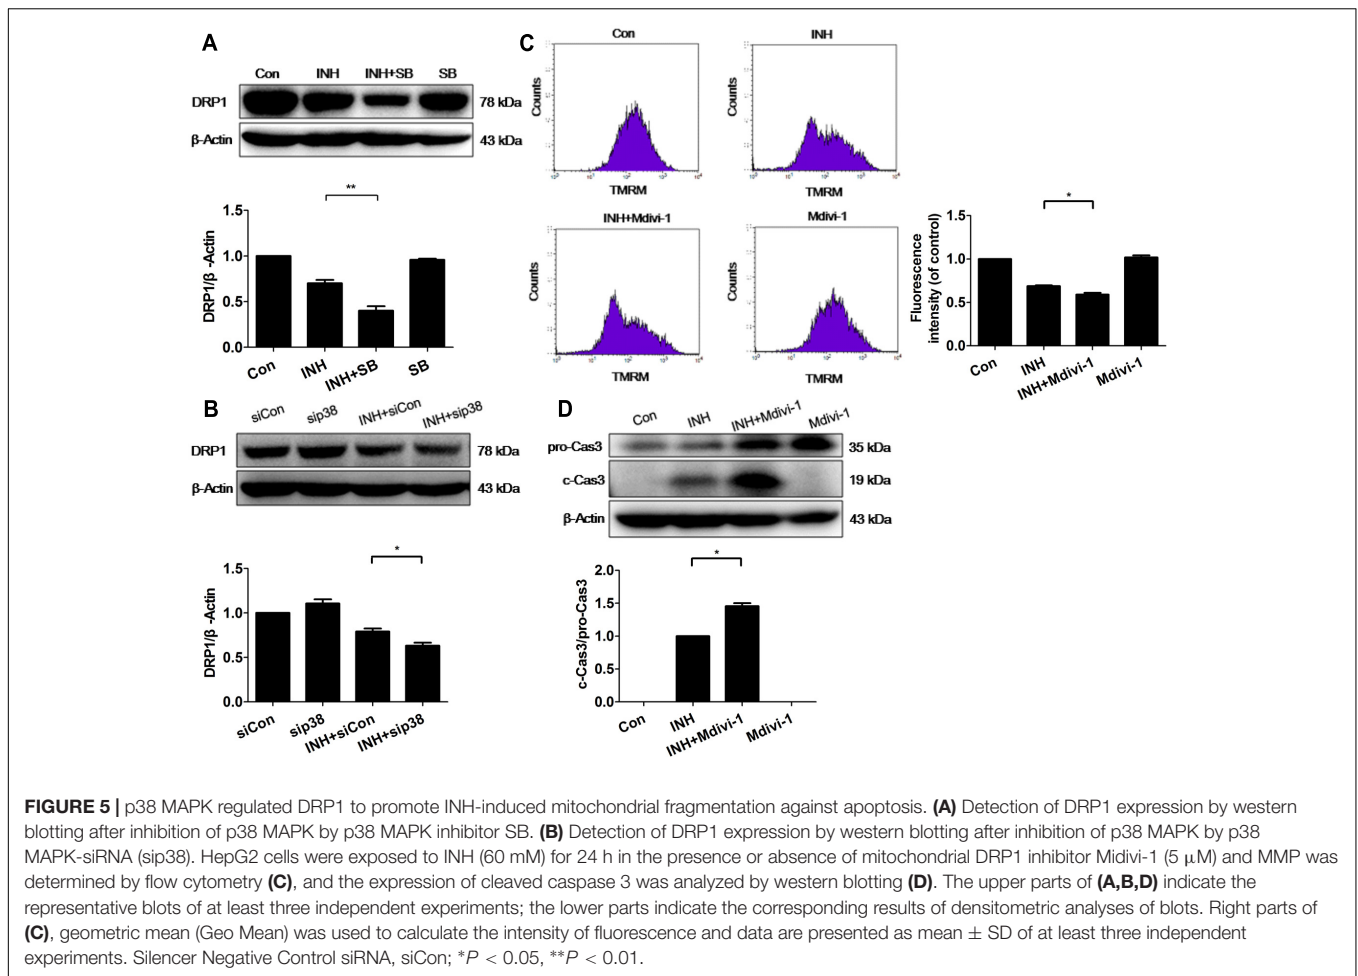 A
Con INH INH+SB SB
DRP1 78 kDa
β-Actin 43 kDa
**
1.5
1.0
0.5
0.0
DRP1/β -Actin
Con INH INH+SB SB
C
Con
Counts
TMRM
INH
Counts
TMRM
INH+Mdivi-1
Counts
TMRM
Mdivi-1
Counts
TMRM
*
1.5
1.0
0.5
0.0
Fluorescence
intensity (of control)
Con INH INH+Mdivi-1 Mdivi-1
B
siCon sip38 INH+siCon INH+sip38
DRP1 78 kDa
β-Actin 43 kDa
*
1.5
1.0
0.5
0.0
DRP1/β -Actin
siCon sip38 INH+siCon INH+sip38
D
Con INH INH+Mdivi-1 Mdivi-1
pro-Cas3 35 kDa
c-Cas3 19 kDa
β-Actin 43 kDa
*
2.0
1.5
1.0
0.5
0.0
c-Cas3/pro-Cas3
Con INH INH+Mdivi-1 Mdivi-1
FIGURE 5 | p38 MAPK regulated DRP1 to promote INH-induced mitochondrial fragmentation against apoptosis. (A) Detection of DRP1 expression by western
blotting after inhibition of p38 MAPK by p38 MAPK inhibitor SB. (B) Detection of DRP1 expression by western blotting after inhibition of p38 MAPK by p38
MAPK-siRNA (sip38). HepG2 cells were exposed to INH (60 mM) for 24 h in the presence or absence of mitochondrial DRP1 inhibitor Midivi-1 (5 μM) and MMP was
determined by flow cytometry (C), and the expression of cleaved caspase 3 was analyzed by western blotting (D). The upper parts of (A,B,D) indicate the
representative blots of at least three independent experiments; the lower parts indicate the corresponding results of densitometric analyses of blots. Right parts of
(C), geometric mean (Geo Mean) was used to calculate the intensity of fluorescence and data are presented as mean ± SD of at least three independent
experiments. Silencer Negative Control siRNA, siCon; *P < 0.05, **P < 0.01.